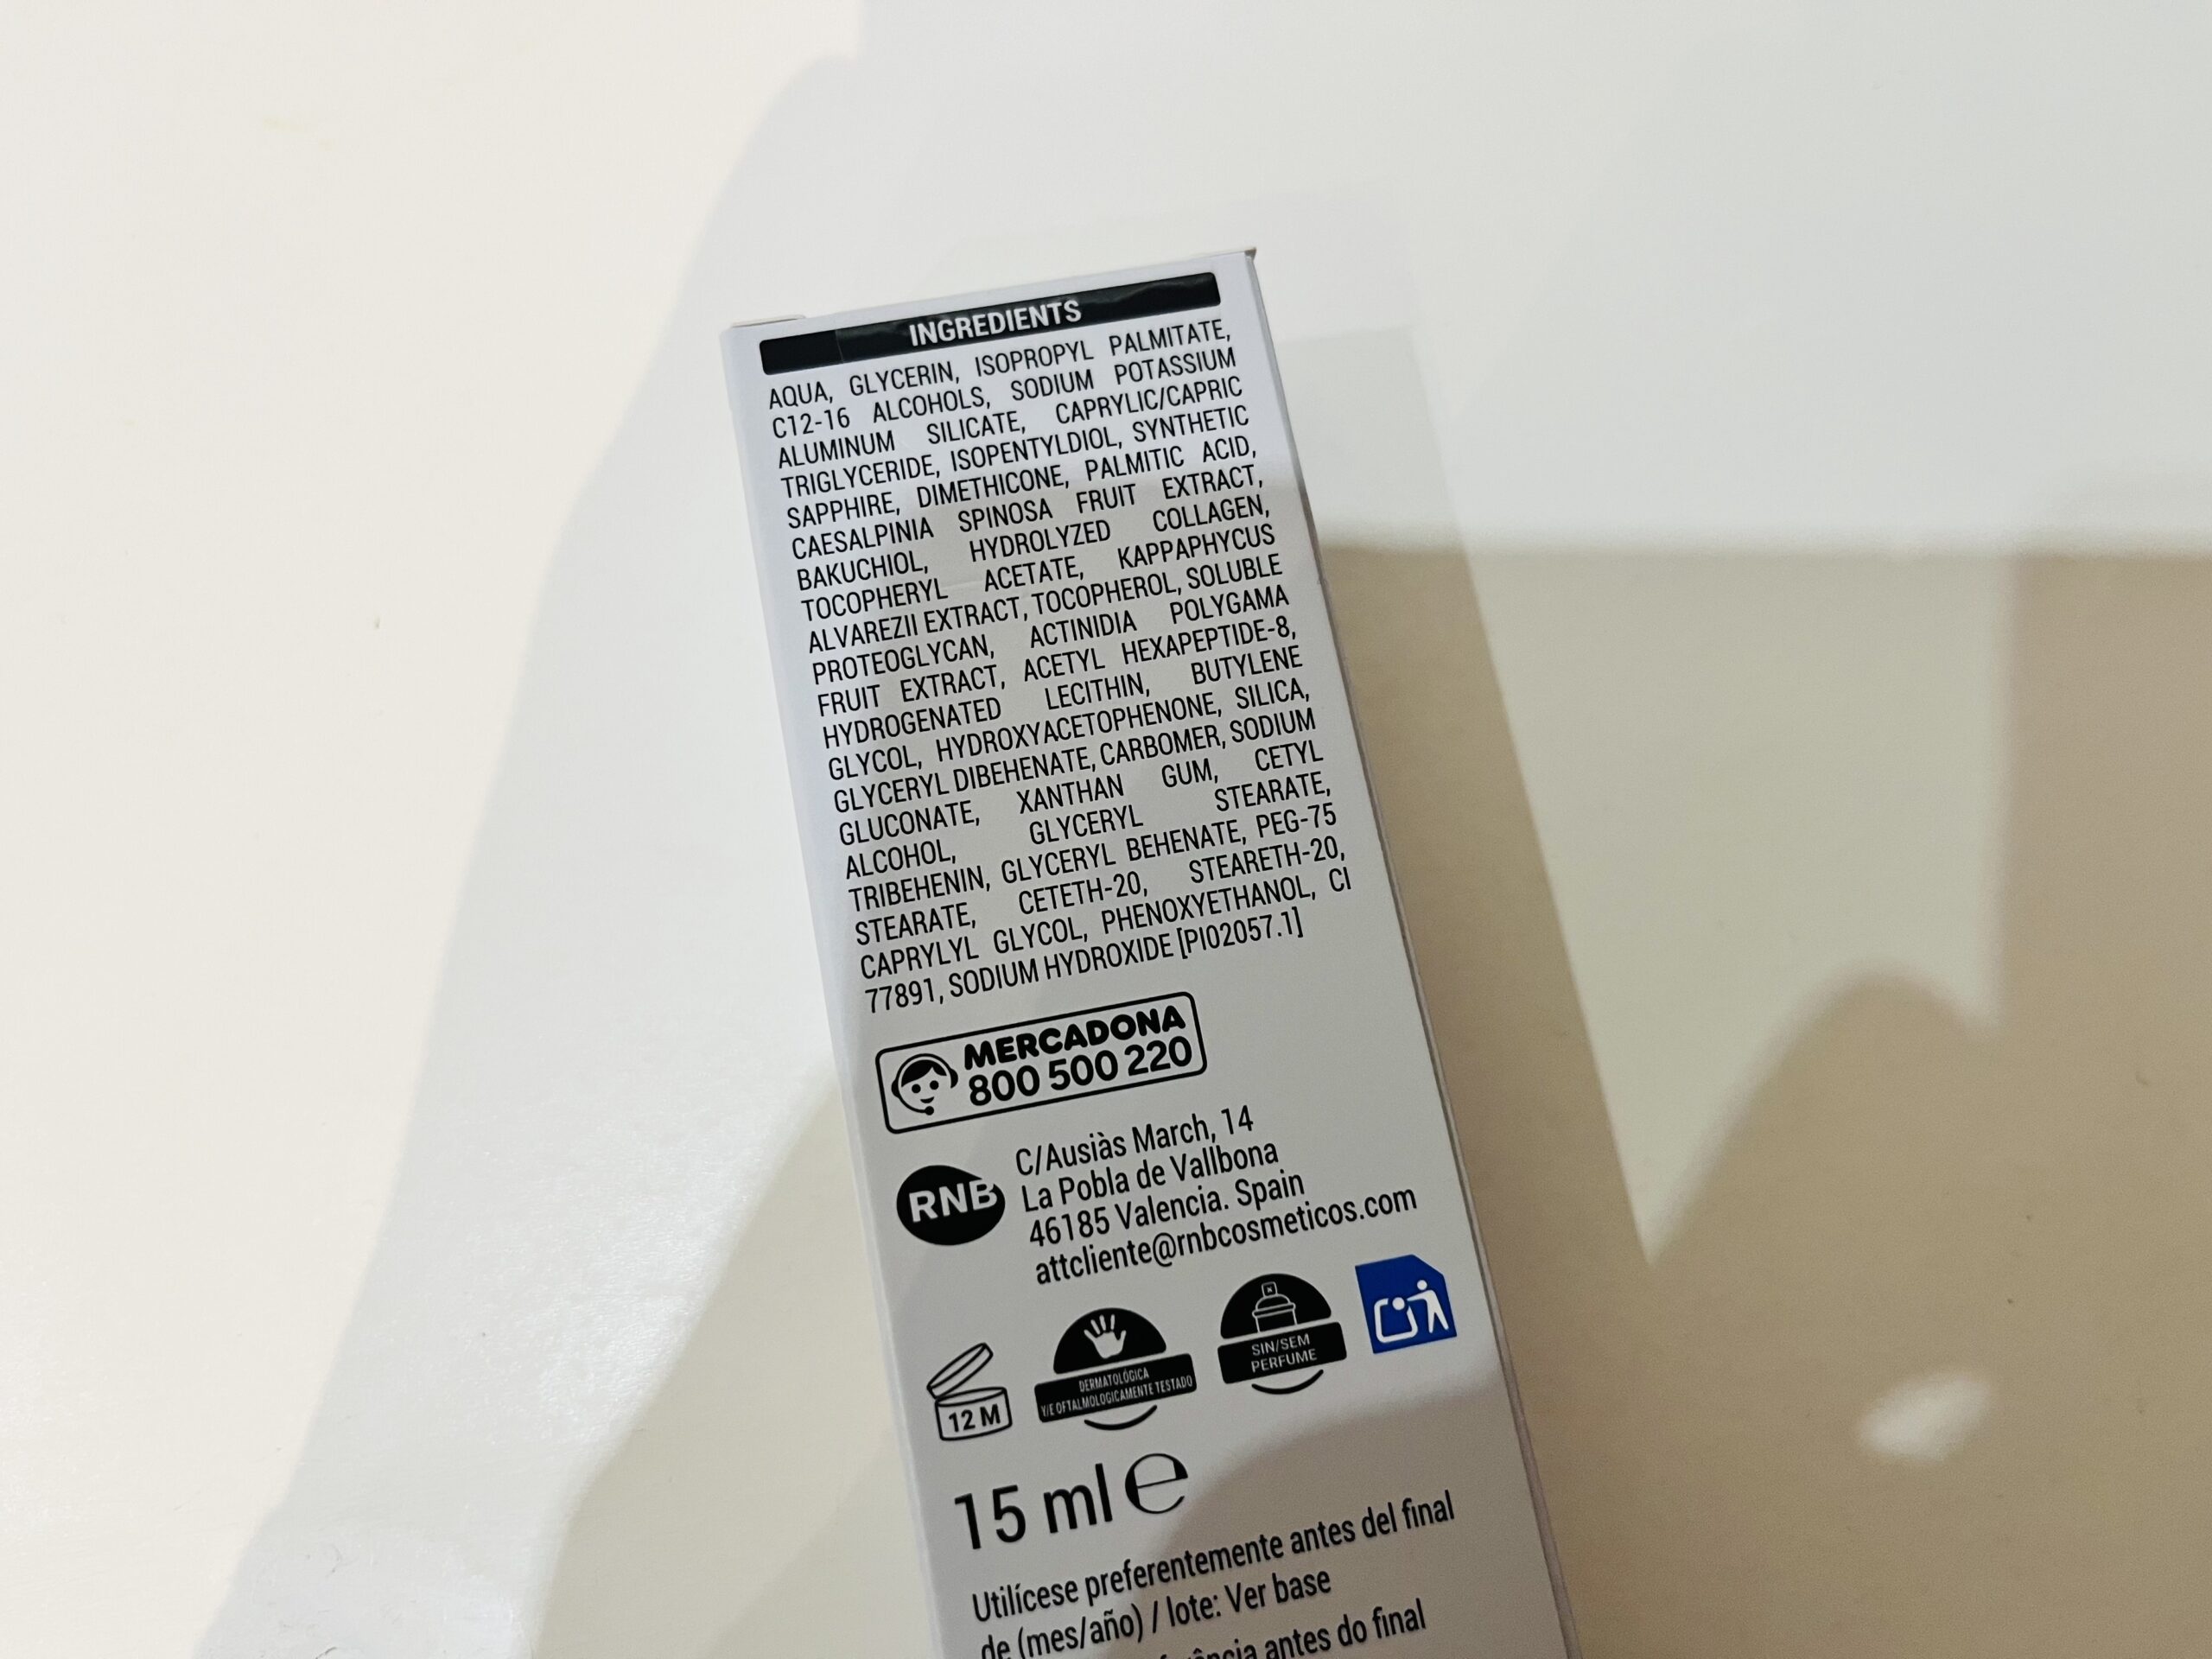 INGREDIENTS
AQUA, GLYCERIN, ISOPROPYL PALMITATE,
C12-16 ALCOHOLS, SODIUM POTASSIUM
ALUMINUM SILICATE, CAPRYLIC/CAPRIC
TRIGLYCERIDE, ISOPENTYLDIOL, SYNTHETIC
SAPPHIRE, DIMETHICONE, PALMITIC ACID,
CAESALPINIA SPINOSA FRUIT EXTRACT,
BAKUCHIOL, HYDROLYZED COLLAGEN,
TOCOPHERYL ACETATE, KAPPAPHYCUS
ALVAREZII EXTRACT, TOCOPHEROL, SOLUBLE
PROTEOGLYCAN, ACTINIDIA POLYGAMA
FRUIT EXTRACT, ACETYL HEXAPEPTIDE-8,
HYDROGENATED LECITHIN, BUTYLENE
GLYCOL, HYDROXYACETOPHENONE, SILICA,
GLYCERYL DIBEHENATE, CARBOMER, SODIUM
GLUCONATE, XANTHAN GUM, CETYL
ALCOHOL, GLYCERYL STEARATE,
TRIBEHENIN, GLYCERYL BEHENATE, PEG-75
STEARATE, CETETH-20, STEARETH-20,
CAPRYLYL GLYCOL, PHENOXYETHANOL, CI
77891, SODIUM HYDROXIDE [PI02057.1]
MERCADONA
800 500 220
RNB
C/Ausiàs March, 14
La Pobla de Vallbona
46185 Valencia. Spain
attcliente@rnbcosmeticos.com
12 M
DERMATOLÓGICA
Y/E OFTALMOLOGICAMENTE TESTADO
SIN/SEM
PERFUME
15 ml e
Utilícese preferentemente antes del final
de (mes/año) / lote: Ver base
antes do final